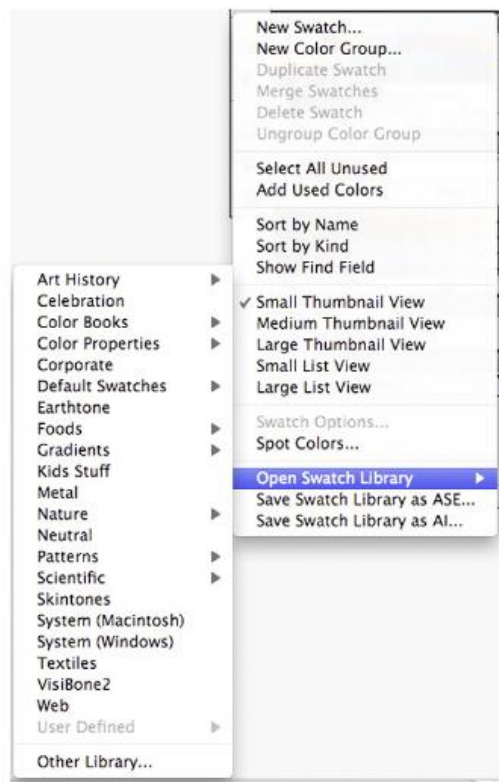 New Swatch...
New Color Group...
Duplicate Swatch
Merge Swatches
Delete Swatch
Ungroup Color Group
Select All Unused
Add Used Colors
Sort by Name
Sort by Kind
Show Find Field
✓ Small Thumbnail View
Medium Thumbnail View
Large Thumbnail View
Small List View
Large List View
Swatch Options...
Spot Colors...
Open Swatch Library
Save Swatch Library as ASE...
Save Swatch Library as AI...
Art History
Celebration
Color Books
Color Properties
Corporate
Default Swatches
Earthtone
Foods
Gradients
Kids Stuff
Metal
Nature
Neutral
Patterns
Scientific
Skintones
System (Macintosh)
System (Windows)
Textiles
VisiBone2
Web
User Defined
Other Library...